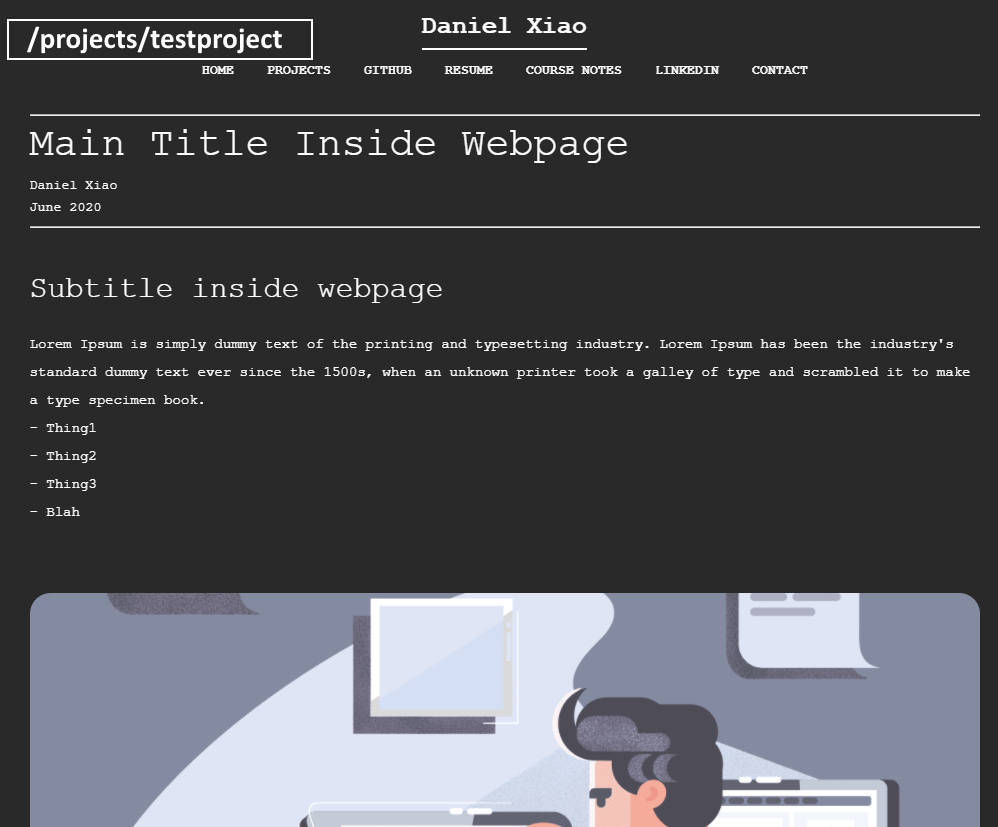 /projects/testproject
Daniel Xiao
HOME PROJECTS GITHUB RESUME COURSE NOTES LINKEDIN CONTACT
Main Title Inside Webpage
Daniel Xiao
June 2020
Subtitle inside webpage
Lorem Ipsum is simply dummy text of the printing and typesetting industry. Lorem Ipsum has been the industry's
standard dummy text ever since the 1500s, when an unknown printer took a galley of type and scrambled it to make
a type specimen book.
- Thing1
- Thing2
- Thing3
- Blah